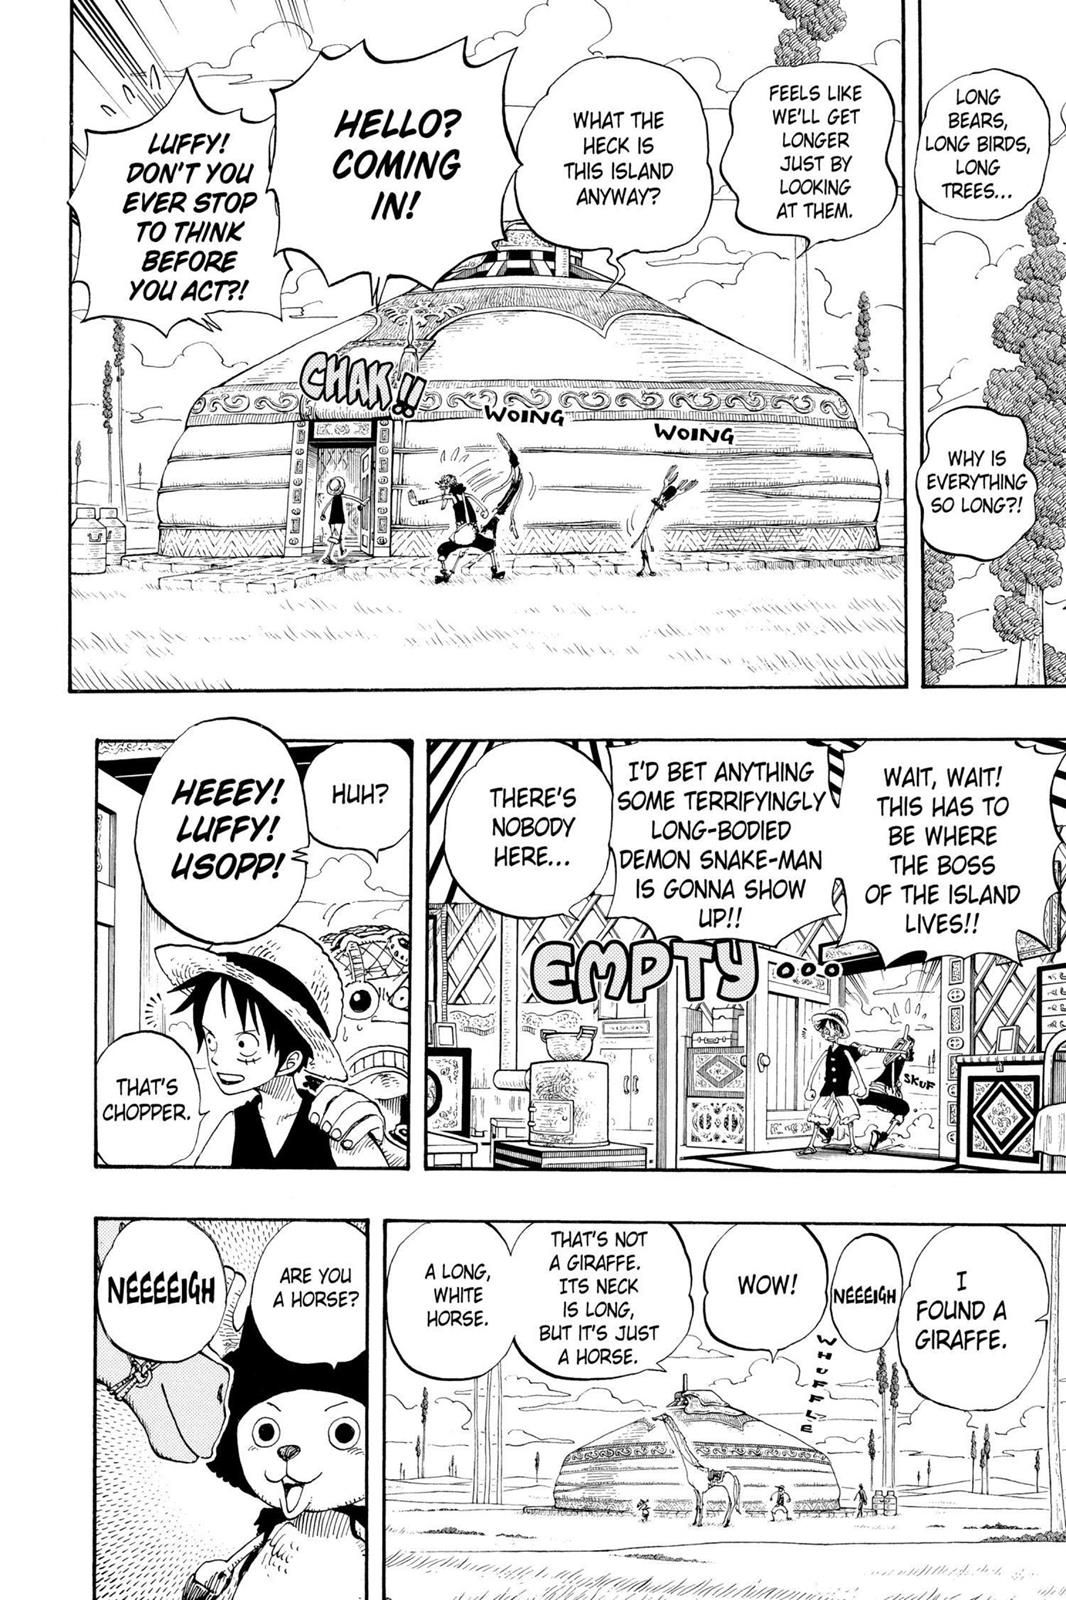 LONG
BEARS,
LONG BIRDS,
LONG
TREES...
WHY IS
EVERYTHING
SO LONG?!
FEELS LIKE
WE'LL GET
LONGER
JUST BY
LOOKING
AT THEM.
WHAT THE
HECK IS
THIS ISLAND
ANYWAY?
HELLO?
COMING
IN!
LUFFY!
DON'T YOU
EVER STOP
TO THINK
BEFORE
YOU ACT?!
CHAK!!
WOING
WOING
WAIT, WAIT!
THIS HAS TO
BE WHERE
THE BOSS
OF THE ISLAND
LIVES!!
I'D BET ANYTHING
SOME TERRIFYINGLY
LONG-BODIED
DEMON SNAKE-MAN
IS GONNA SHOW
UP!!
THERE'S
NOBODY
HERE...
EMPTY...
SKUF
HUH?
HEEEY!
LUFFY!
USOPP!
THAT'S
CHOPPER.
I
FOUND A
GIRAFFE.
NEEEEIGH
WOW!
WHUFFLE
THAT'S NOT
A GIRAFFE.
ITS NECK
IS LONG,
BUT IT'S JUST
A HORSE.
A LONG,
WHITE
HORSE.
ARE YOU
A HORSE?
NEEEEIGH